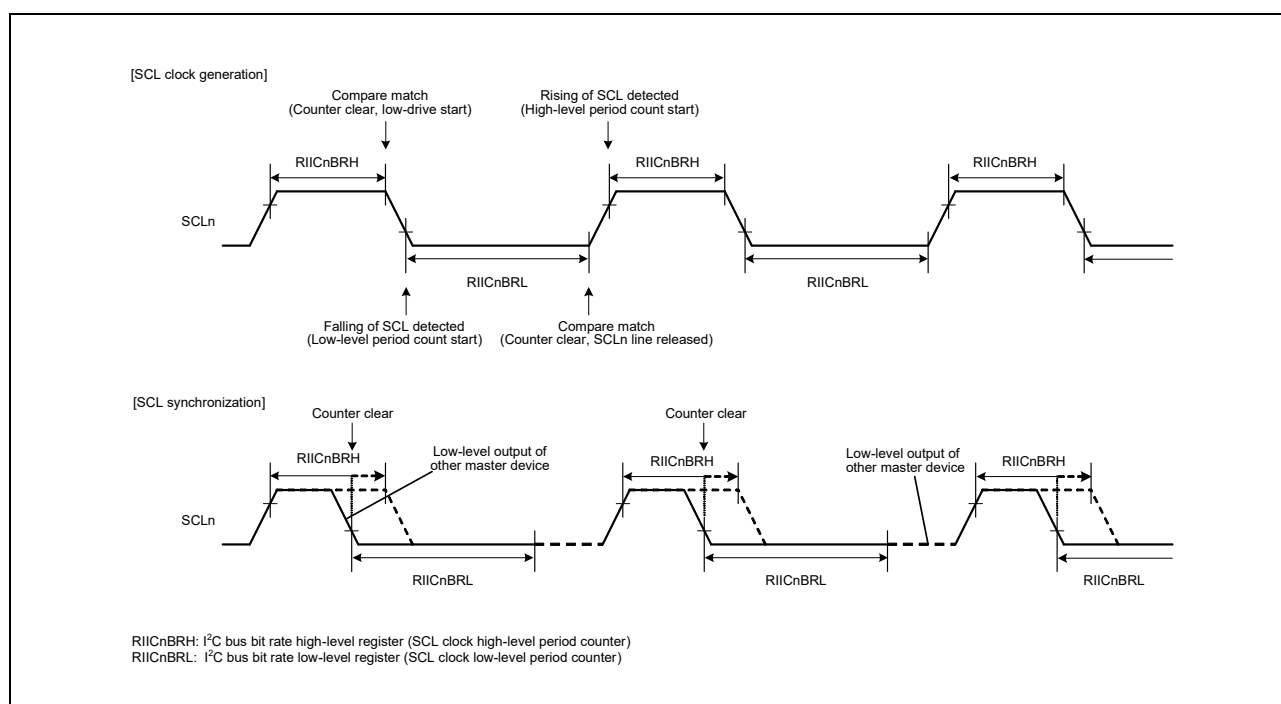 [SCL clock generation]
Compare match
(Counter clear, low-drive start)
Rising of SCL detected
(High-level period count start)
RIICnBRH
RIICnBRH
RIICnBRH
SCLn
RIICnBRL
RIICnBRL
Falling of SCL detected
(Low-level period count start)
Compare match
(Counter clear, SCLn line released)
[SCL synchronization]
Counter clear
Counter clear
RIICnBRH
Low-level output of
other master device
RIICnBRH
Low-level output of
other master device
RIICnBRH
SCLn
RIICnBRL
RIICnBRL
RIICnBRL
RIICnBRH: I²C bus bit rate high-level register (SCL clock high-level period counter)
RIICnBRL: I²C bus bit rate low-level register (SCL clock low-level period counter)